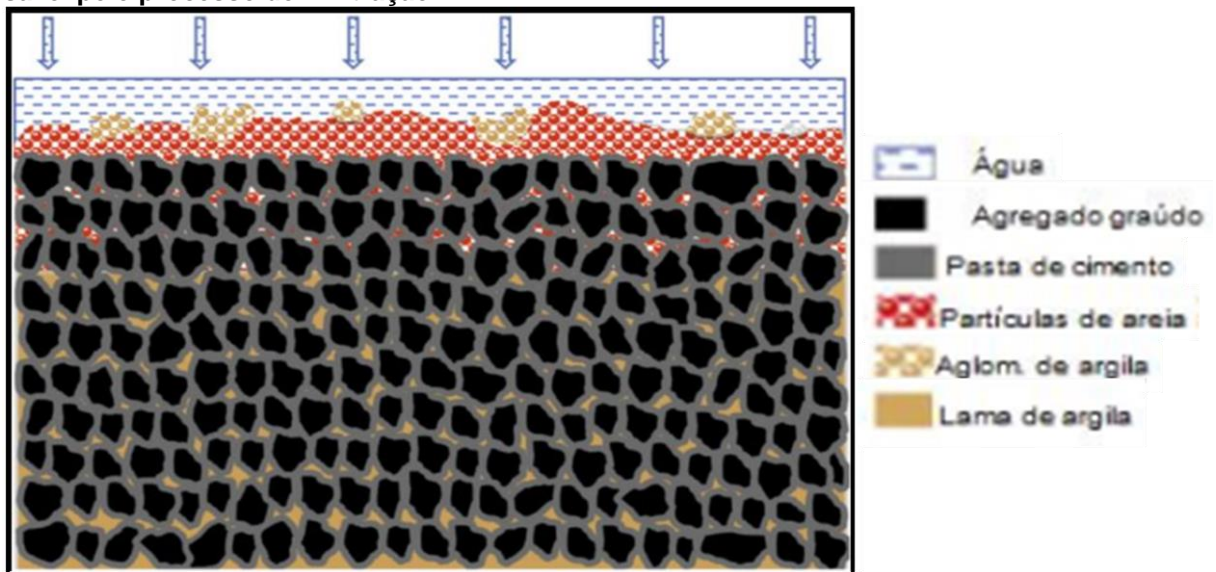 Água
Agregado graúdo
Pasta de cimento
Partículas de areia
Aglom. de argila
Lama de argila